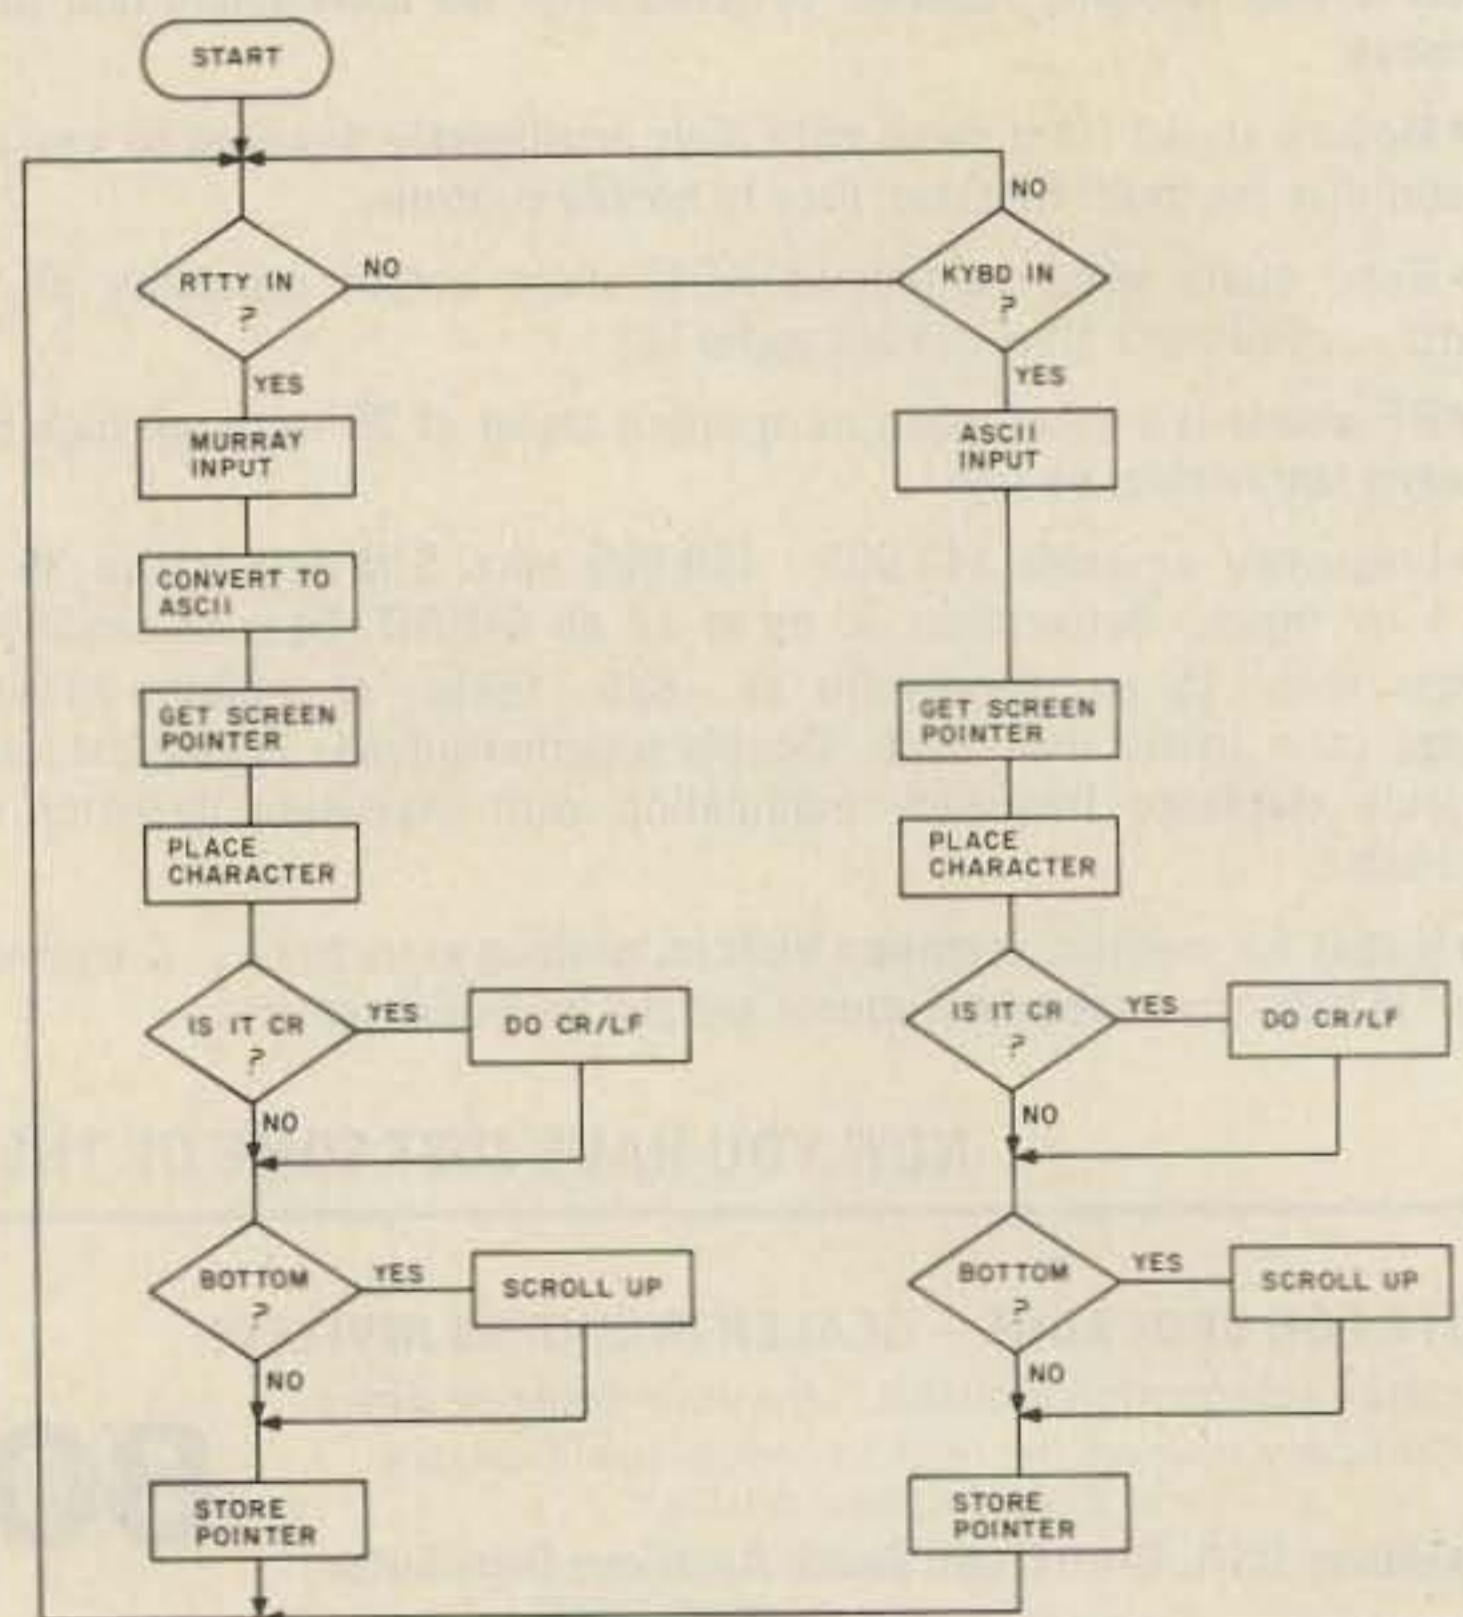 START
NO
RTTY IN
?
NO
KYBD IN
?
YES
YES
MURRAY
INPUT
ASCII
INPUT
CONVERT TO
ASCII
GET SCREEN
POINTER
GET SCREEN
POINTER
PLACE
CHARACTER
PLACE
CHARACTER
IS IT CR
?
YES
DO CR/LF
IS IT CR
?
YES
DO CR/LF
NO
NO
BOTTOM
?
YES
SCROLL UP
BOTTOM
?
YES
SCROLL UP
NO
NO
STORE
POINTER
STORE
POINTER